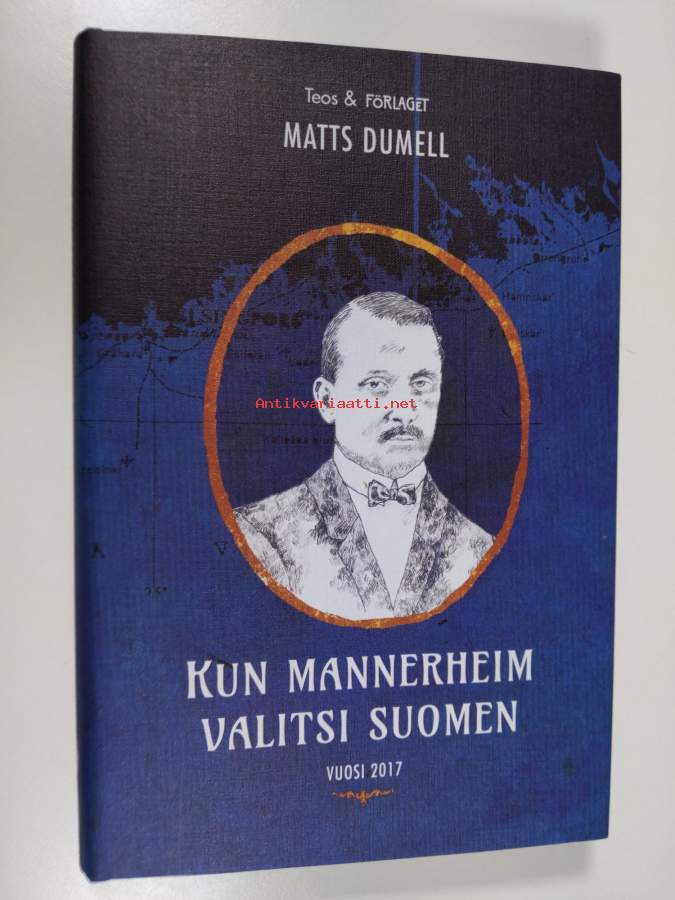 Teos & FÖRLAGET
MATTS DUMELL
Antikvariaatti.net
KUN MANNERHEIM
VALITSI SUOMEN
VUOSI 2017